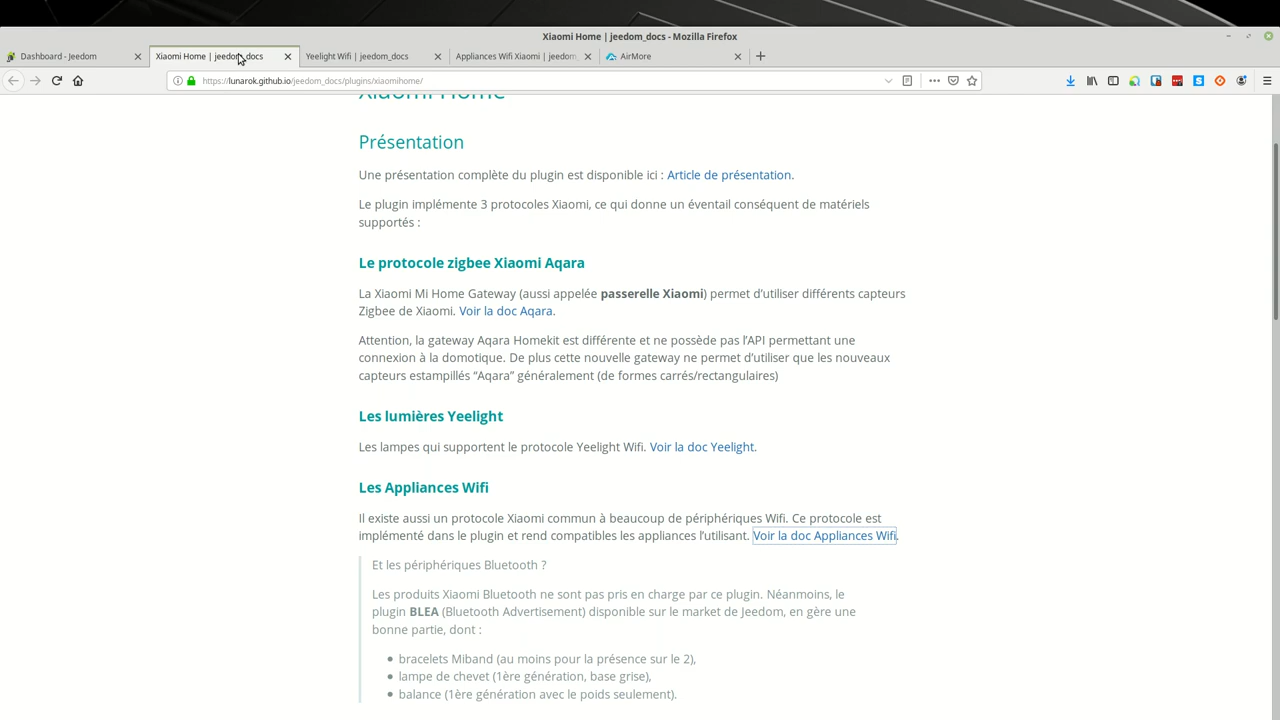 Xiaomi Home | jeedom_docs - Mozilla Firefox
Dashboard - Jeedom
Xiaomi Home | jeedom_docs
Yeelight Wifi | jeedom_docs
Appliances Wifi Xiaomi | jeedom
AirMore
https://lunarok.github.io/jeedom_docs/plugins/xiaomihome/
Xiaomi Home
Présentation
Une présentation complète du plugin est disponible ici : Article de présentation.
Le plugin implémente 3 protocoles Xiaomi, ce qui donne un éventail conséquent de matériels
supportés :
Le protocole zigbee Xiaomi Aqara
La Xiaomi Mi Home Gateway (aussi appelée passerelle Xiaomi) permet d’utiliser différents capteurs
Zigbee de Xiaomi. Voir la doc Aqara.
Attention, la gateway Aqara Homekit est différente et ne possède pas l’API permettant une
connexion à la domotique. De plus cette nouvelle gateway ne permet d’utiliser que les nouveaux
capteurs estampillés “Aqara” généralement (de formes carrés/rectangulaires)
Les lumières Yeelight
Les lampes qui supportent le protocole Yeelight Wifi. Voir la doc Yeelight.
Les Appliances Wifi
Il existe aussi un protocole Xiaomi commun à beaucoup de périphériques Wifi. Ce protocole est
implémenté dans le plugin et rend compatibles les appliances l’utilisant. Voir la doc Appliances Wifi.
Et les périphériques Bluetooth ?
Les produits Xiaomi Bluetooth ne sont pas pris en charge par ce plugin. Néanmoins, le
plugin BLEA (Bluetooth Advertisement) disponible sur le market de Jeedom, en gère une
bonne partie, dont :
• bracelets Miband (au moins pour la présence sur le 2),
• lampe de chevet (1ère génération, base grise),
• balance (1ère génération avec le poids seulement).